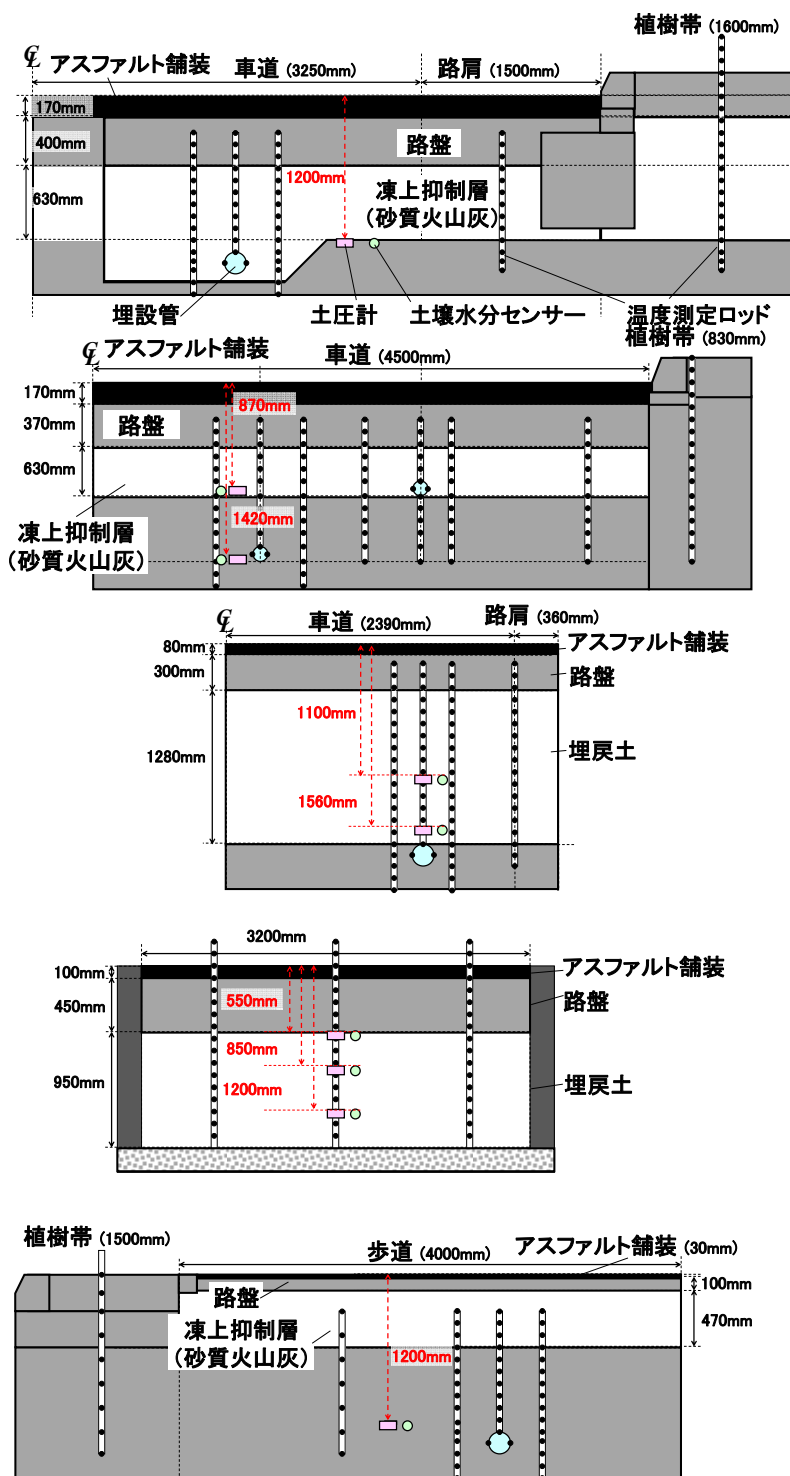 植樹帯 (1600mm)
℄ アスファルト舗装 車道 (3250mm) 路肩 (1500mm)
170mm
400mm
路盤
1200mm
630mm
凍上抑制層
(砂質火山灰)
埋設管 土圧計 土壌水分センサー 温度測定ロッド
植樹帯 (830mm)
℄ アスファルト舗装 車道 (4500mm)
170mm
870mm
370mm
路盤
630mm
1420mm
凍上抑制層
(砂質火山灰)
℄ 車道 (2390mm) 路肩 (360mm)
80mm
アスファルト舗装
300mm
路盤
1100mm
1280mm
埋戻土
1560mm
3200mm
100mm
アスファルト舗装
450mm
550mm
路盤
850mm
950mm
1200mm
埋戻土
植樹帯 (1500mm) 歩道 (4000mm) アスファルト舗装 (30mm)
路盤
100mm
470mm
凍上抑制層
(砂質火山灰)
1200mm